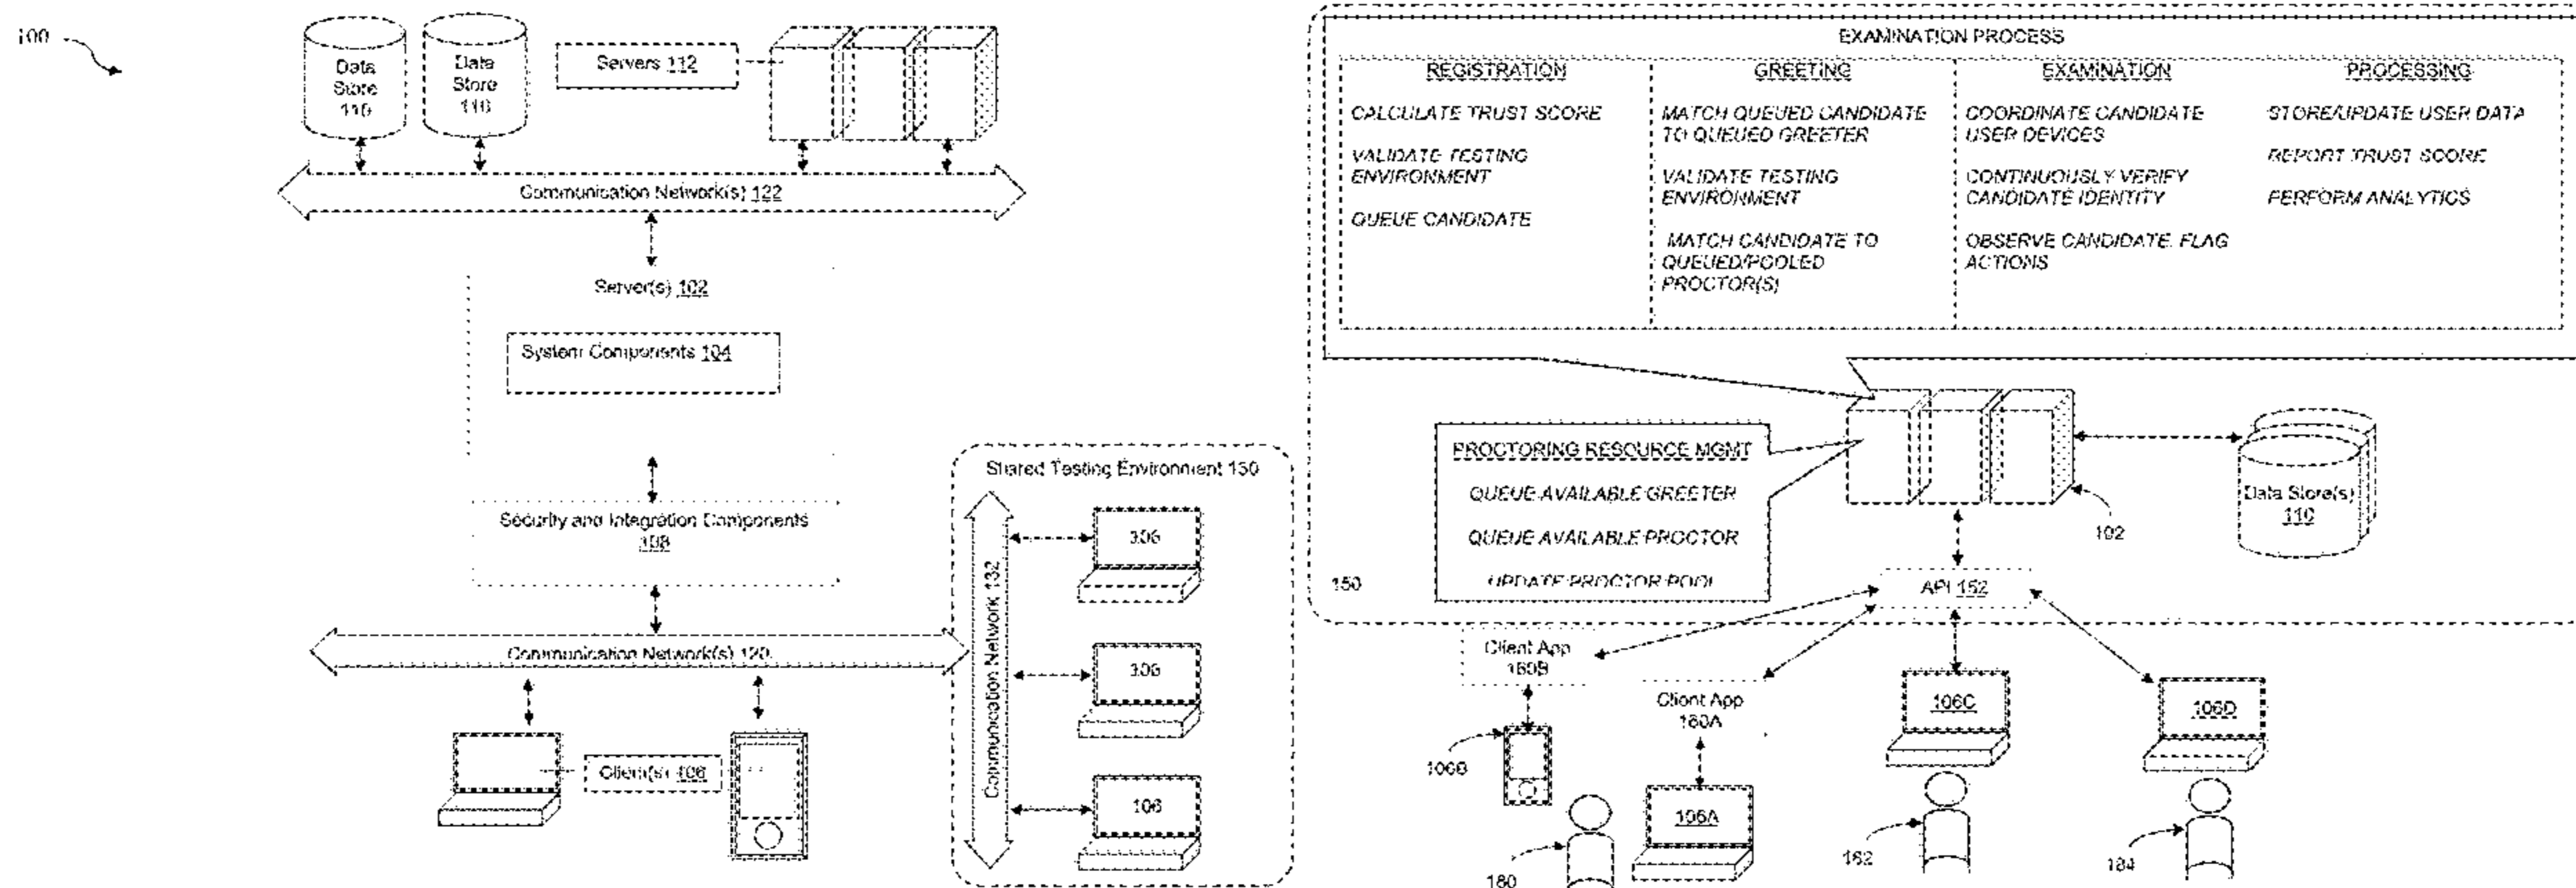 100
Data
Store
110
Data
Store
110
Servers 112
Communication Network(s) 122
Server(s) 102
System Components 104
Security and Integration Components
108
Communication Network(s) 120
Client(s) 106
Shared Testing Environment 130
Communication Network 132
106
106
106
EXAMINATION PROCESS
REGISTRATION
CALCULATE TRUST SCORE
VALIDATE TESTING
ENVIRONMENT
QUEUE CANDIDATE
GREETING
MATCH QUEUED CANDIDATE
TO QUEUED GREETER
VALIDATE TESTING
ENVIRONMENT
MATCH CANDIDATE TO
QUEUED/POOLED
PROCTOR(S)
EXAMINATION
COORDINATE CANDIDATE
USER DEVICES
CONTINUOUSLY VERIFY
CANDIDATE IDENTITY
OBSERVE CANDIDATE, FLAG
ACTIONS
PROCESSING
STORE/UPDATE USER DATA
REPORT TRUST SCORE
PERFORM ANALYTICS
PROCTORING RESOURCE MGMT
QUEUE AVAILABLE GREETER
QUEUE AVAILABLE PROCTOR
UPDATE PROCTOR POOL
102
Data Store(s)
110
150
API 152
Client App
160B
Client App
160A
106B
106A
106C
106D
180
182
184